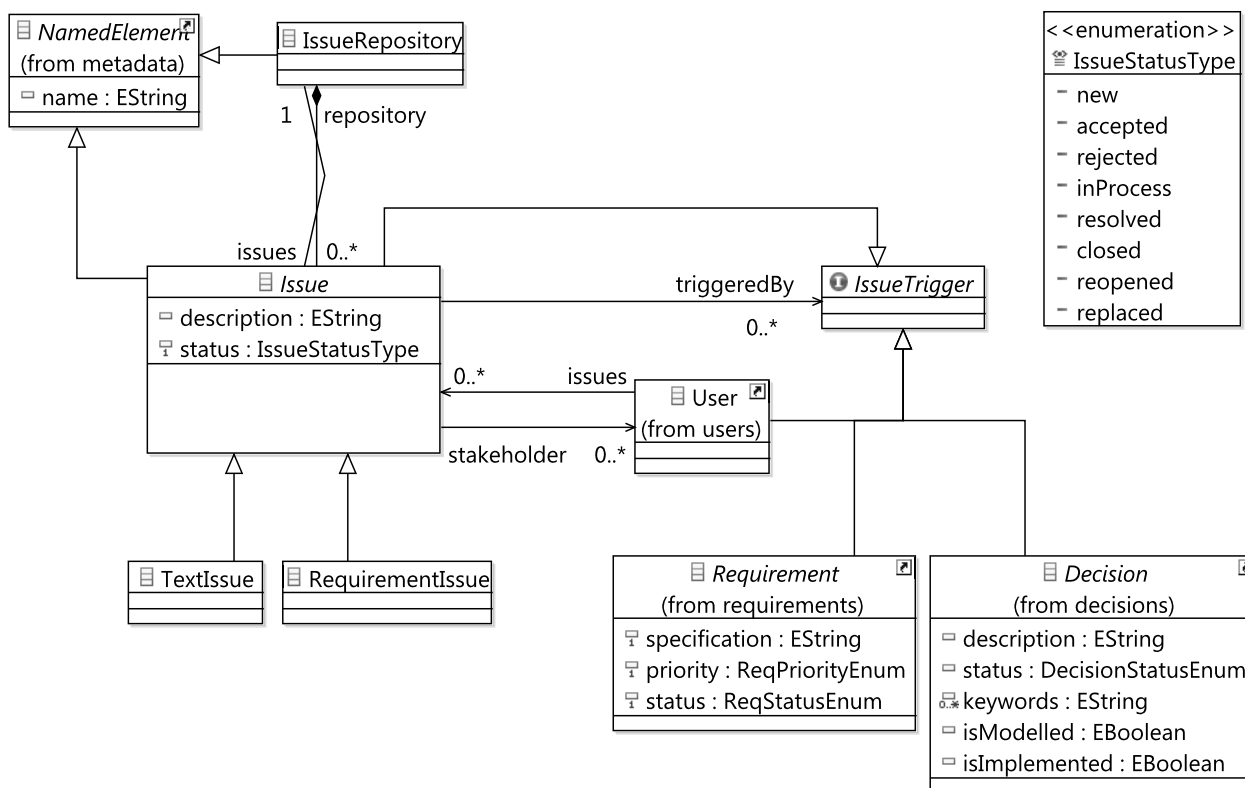 NamedElement
(from metadata)
name : EString
IssueRepository
1
repository
issues
0..*
<<enumeration>>
IssueStatusType
new
accepted
rejected
inProcess
resolved
closed
reopened
replaced
Issue
description : EString
status : IssueStatusType
triggeredBy
0..*
IssueTrigger
0..*
issues
stakeholder
0..*
User
(from users)
TextIssue
RequirementIssue
Requirement
(from requirements)
specification : EString
priority : ReqPriorityEnum
status : ReqStatusEnum
Decision
(from decisions)
description : EString
status : DecisionStatusEnum
0..* keywords : EString
isModelled : EBoolean
isImplemented : EBoolean